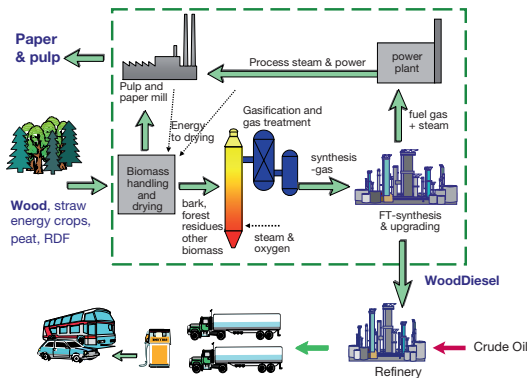 Paper
& pulp
Pulp and
paper mill
Process steam & power
power
plant
Energy
to drying
Gasification and
gas treatment
fuel gas
+ steam
synthesis
-gas
Biomass
handling
and
drying
Wood, straw
energy crops,
peat, RDF
bark,
forest
residues
other
biomass
steam &
oxygen
FT-synthesis
& upgrading
WoodDiesel
Refinery
Crude Oil